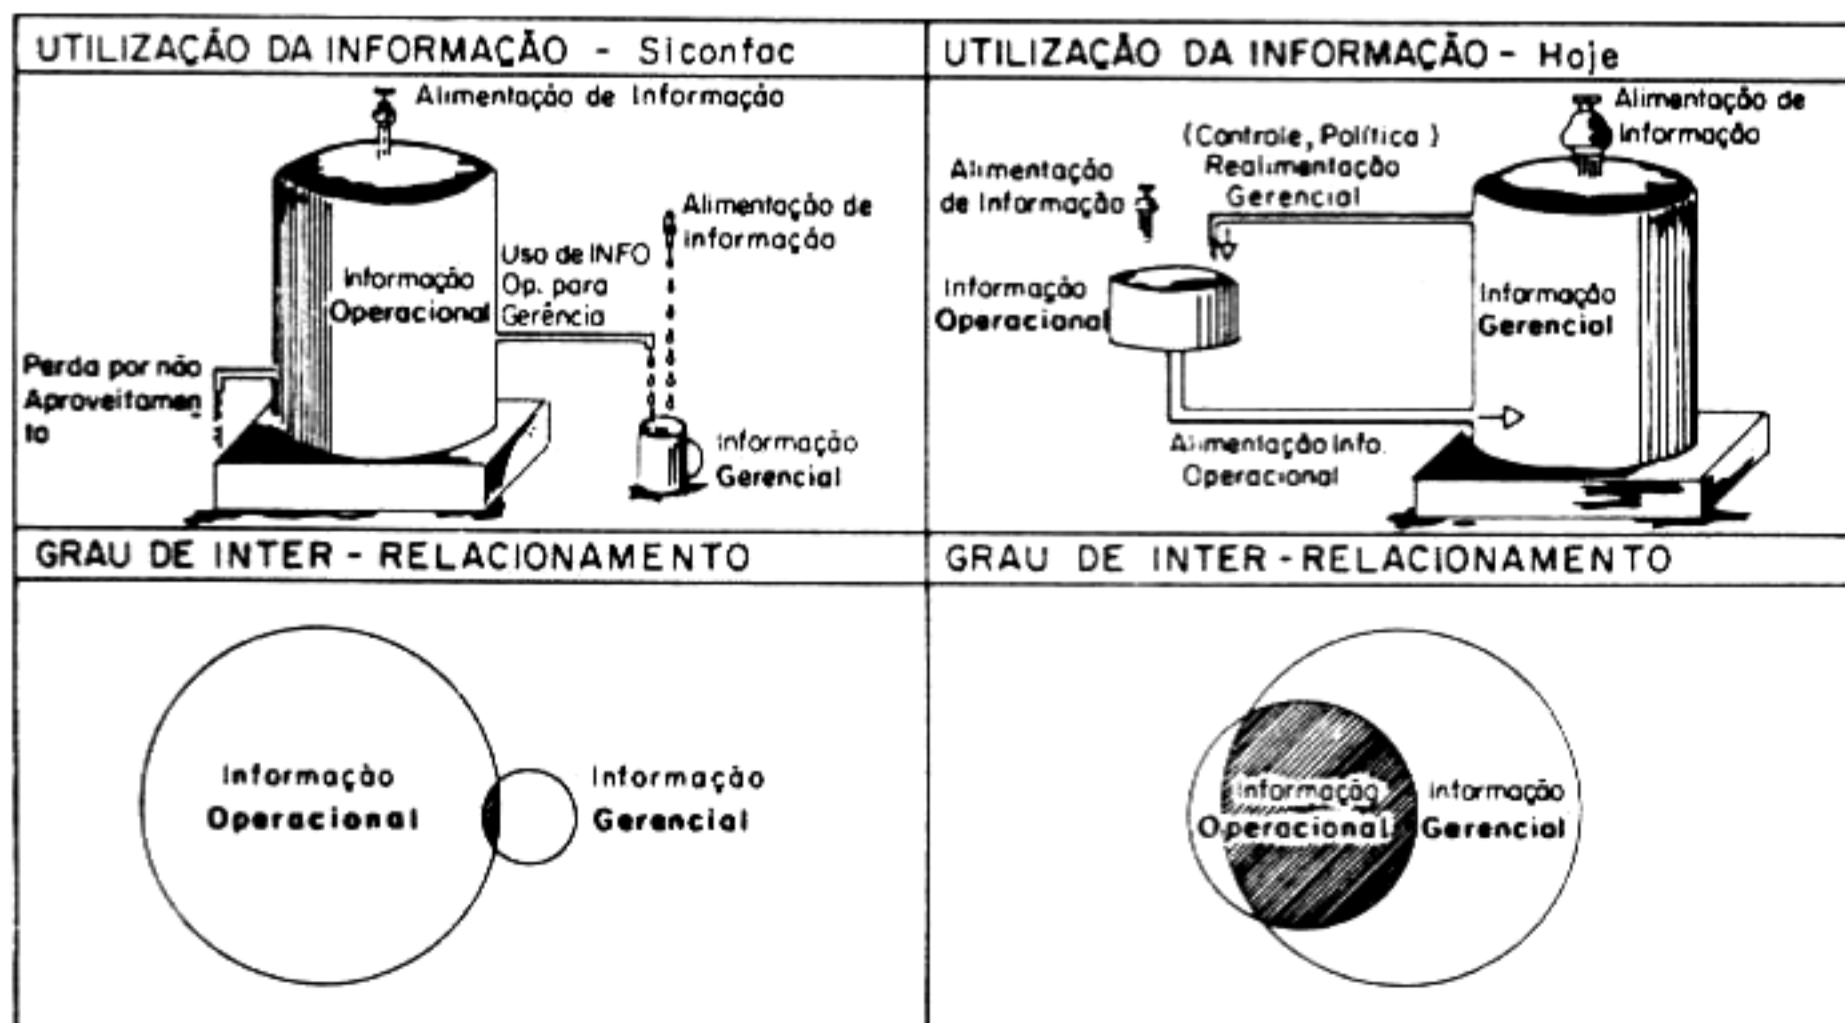 UTILIZAÇÃO DA INFORMAÇÃO - Siconfac
Alimentação de Informação
Alimentação de
informação
Uso de INFO
Op. para
Gerência
Informação
Operacional
Perda por não
Aproveitamen
to
Informação
Gerencial
UTILIZAÇÃO DA INFORMAÇÃO - Hoje
Alimentação de
Informação
(Controle, Política)
Realimentação
Gerencial
Alimentação
de Informação
Informação
Operacional
Informação
Gerencial
Alimentação Info.
Operacional
GRAU DE INTER - RELACIONAMENTO
Informação
Operacional
Informação
Gerencial
GRAU DE INTER - RELACIONAMENTO
Informação
Operacional
Informação
Gerencial